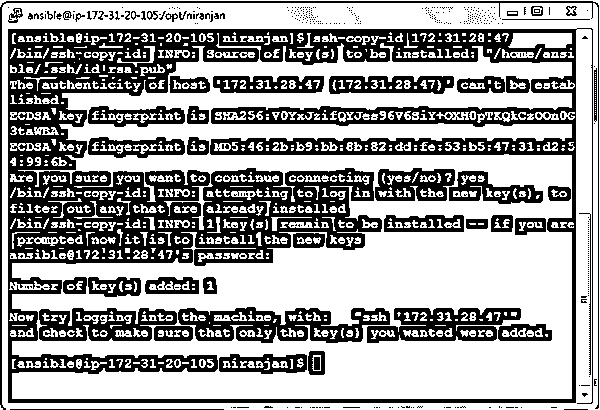 ansible@ip-172-31-20-105:/opt/niranjan
[ansible@ip-172-31-20-105 niranjan]$ ssh-copy-id 172.31.28.47
/bin/ssh-copy-id: INFO: Source of key(s) to be installed: "/home/ansi
ble/.ssh/id_rsa.pub"
The authenticity of host '172.31.28.47 (172.31.28.47)' can't be estab
lished.
ECDSA key fingerprint is
3taWBA.
ECDSA key fingerprint is MD5:46:2b:b9:bb:8b:82:dd:fe:53:b5:47:31:d2:5
4:99:6b.
Are you sure you want to continue connecting (yes/no)? yes
/bin/ssh-copy-id: INFO: attempting to log in with the new key(s), to
filter out any that are already installed
/bin/ssh-copy-id: INFO: 1 key(s) remain to be installed -- if you are
prompted now it is to install the new keys
ansible@172.31.28.47's password:
Number of key(s) added: 1
Now try logging into the machine, with:   "ssh '172.31.28.47'"
and check to make sure that only the key(s) you wanted were added.
[ansible@ip-172-31-20-105 niranjan]$